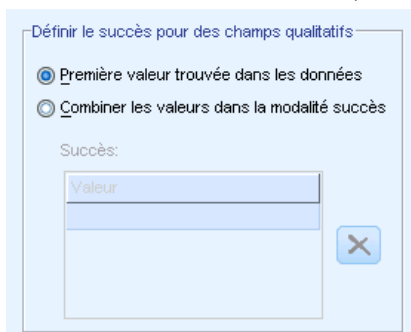 Définir le succès pour des champs qualitatifs
Première valeur trouvée dans les données
Combiner les valeurs dans la modalité succès
Succès:
Valeur